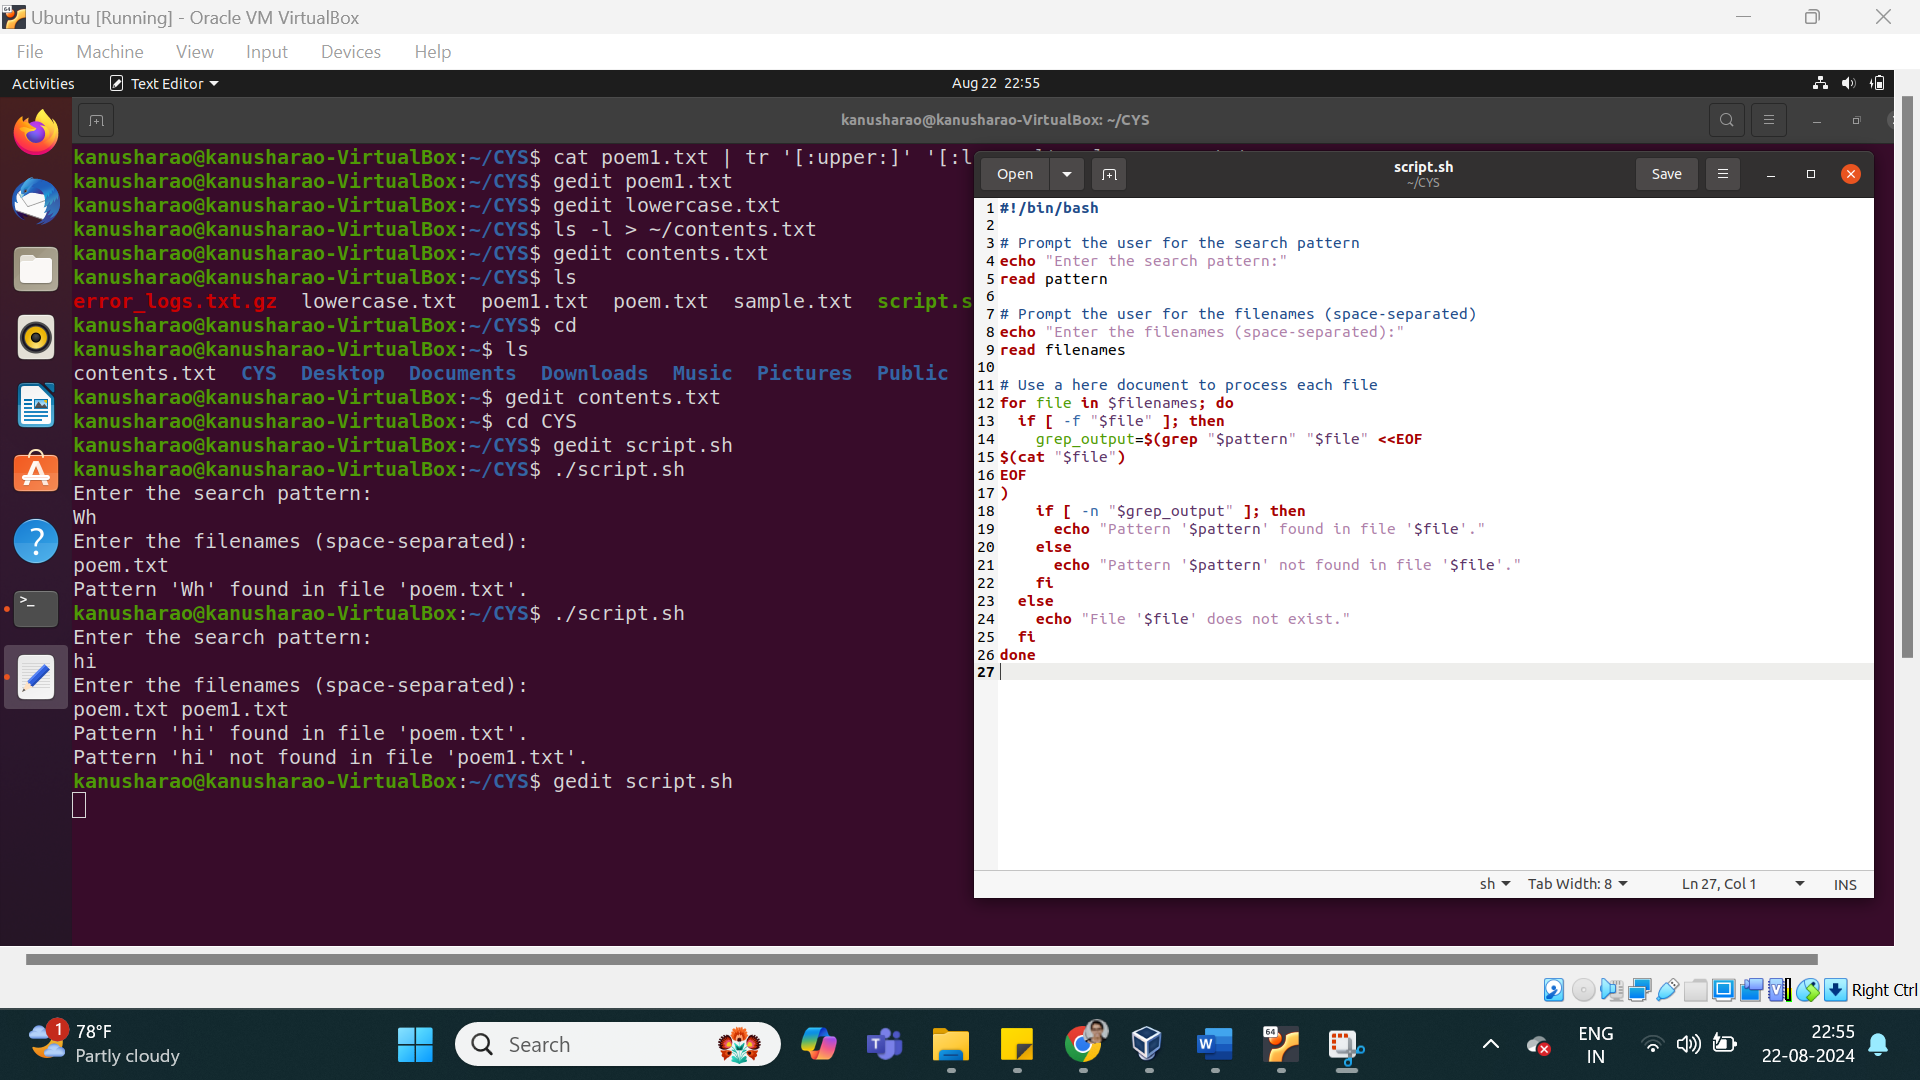 Ubuntu [Running] - Oracle VM VirtualBox
File Machine View Input Devices Help
Activities Text Editor Aug 22 22:55
kanusharao@kanusharao-VirtualBox: ~/CYS
kanusharao@kanusharao-VirtualBox:~/CYS$ cat poem1.txt | tr '[:upper:]' '[:l
kanusharao@kanusharao-VirtualBox:~/CYS$ gedit poem1.txt
kanusharao@kanusharao-VirtualBox:~/CYS$ gedit lowercase.txt
kanusharao@kanusharao-VirtualBox:~/CYS$ ls -l > ~/contents.txt
kanusharao@kanusharao-VirtualBox:~/CYS$ gedit contents.txt
kanusharao@kanusharao-VirtualBox:~/CYS$ ls
error_logs.txt.gz lowercase.txt poem1.txt poem.txt sample.txt script.s
kanusharao@kanusharao-VirtualBox:~/CYS$ cd
kanusharao@kanusharao-VirtualBox:~$ ls
contents.txt CYS Desktop Documents Downloads Music Pictures Public
kanusharao@kanusharao-VirtualBox:~$ gedit contents.txt
kanusharao@kanusharao-VirtualBox:~$ cd CYS
kanusharao@kanusharao-VirtualBox:~/CYS$ gedit script.sh
kanusharao@kanusharao-VirtualBox:~/CYS$ ./script.sh
Enter the search pattern:
Wh
Enter the filenames (space-separated):
poem.txt
Pattern 'Wh' found in file 'poem.txt'.
kanusharao@kanusharao-VirtualBox:~/CYS$ ./script.sh
Enter the search pattern:
hi
Enter the filenames (space-separated):
poem.txt poem1.txt
Pattern 'hi' found in file 'poem.txt'.
Pattern 'hi' not found in file 'poem1.txt'.
kanusharao@kanusharao-VirtualBox:~/CYS$ gedit script.sh
Open script.sh Save
~/CYS
1 #!/bin/bash
2
3 # Prompt the user for the search pattern
4 echo "Enter the search pattern:"
5 read pattern
6
7 # Prompt the user for the filenames (space-separated)
8 echo "Enter the filenames (space-separated):"
9 read filenames
10
11 # Use a here document to process each file
12 for file in $filenames; do
13   if [ -f "$file" ]; then
14     grep_output=$(grep "$pattern" "$file" <<EOF
15 $(cat "$file")
16 EOF
17 )
18     if [ -n "$grep_output" ]; then
19       echo "Pattern '$pattern' found in file '$file'."
20     else
21       echo "Pattern '$pattern' not found in file '$file'."
22     fi
23   else
24     echo "File '$file' does not exist."
25   fi
26 done
27
sh Tab Width: 8 Ln 27, Col 1 INS
Right Ctrl
1 78°F
Partly cloudy
Search
ENG
IN
22:55
22-08-2024